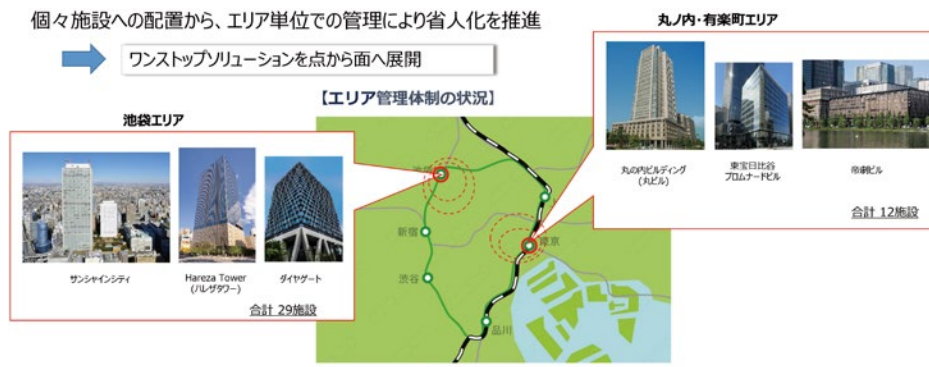 個々施設への配置から、エリア単位での管理により省人化を推進
ワンストップソリューションを点から面へ展開
【エリア管理体制の状況】
池袋エリア
サンシャインシティ
Hareza Tower
(ハレザタワー)
ダイヤゲート
合計 29施設
丸ノ内・有楽町エリア
丸の内ビルディング
(丸ビル)
東宝日比谷
プロムナードビル
帝劇ビル
合計 12施設
新宿
渋谷
品川
東京